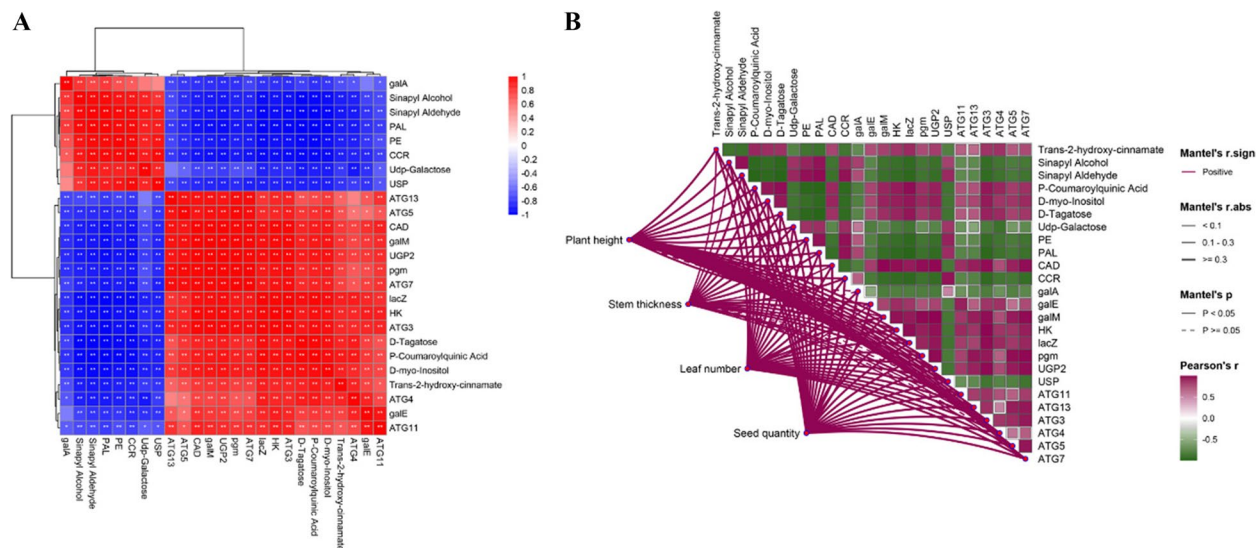 A
galA
Sinapyl Alcohol
Sinapyl Aldehyde
PAL
PE
CCR
Udp-Galactose
USP
ATG13
ATG5
CAD
galM
UGP2
pgm
ATG7
lacZ
HK
ATG3
D-Tagatose
P-Coumaroylquinic Acid
D-myo-Inositol
Trans-2-hydroxy-cinnamate
ATG4
galE
ATG11
1
0.8
0.6
0.4
0.2
0
-0.2
-0.4
-0.6
-0.8
-1
galA
Sinapyl Alcohol
Sinapyl Aldehyde
PAL
PE
CCR
Udp-Galactose
USP
ATG13
ATG5
CAD
galM
UGP2
pgm
ATG7
lacZ
HK
ATG3
D-Tagatose
P-Coumaroylquinic Acid
D-myo-Inositol
Trans-2-hydroxy-cinnamate
ATG4
galE
ATG11
B
Trans-2-hydroxy-cinnamate
Sinapyl Alcohol
Sinapyl Aldehyde
P-Coumaroylquinic Acid
D-myo-Inositol
D-Tagatose
Udp-Galactose
PE
PAL
CAD
CCR
galA
galE
galM
HK
lacZ
pgm
UGP2
USP
ATG11
ATG13
ATG3
ATG4
ATG5
ATG7
Trans-2-hydroxy-cinnamate
Sinapyl Alcohol
Sinapyl Aldehyde
P-Coumaroylquinic Acid
D-myo-Inositol
D-Tagatose
Udp-Galactose
PE
PAL
CAD
CCR
galA
galE
galM
HK
lacZ
pgm
UGP2
USP
ATG11
ATG13
ATG3
ATG4
ATG5
ATG7
Plant height
Stem thickness
Leaf number
Seed quantity
Mantel's r.sign
Positive
Mantel's r.abs
< 0.1
0.1 - 0.3
>= 0.3
Mantel's p
P < 0.05
P >= 0.05
Pearson's r
0.5
0.0
-0.5